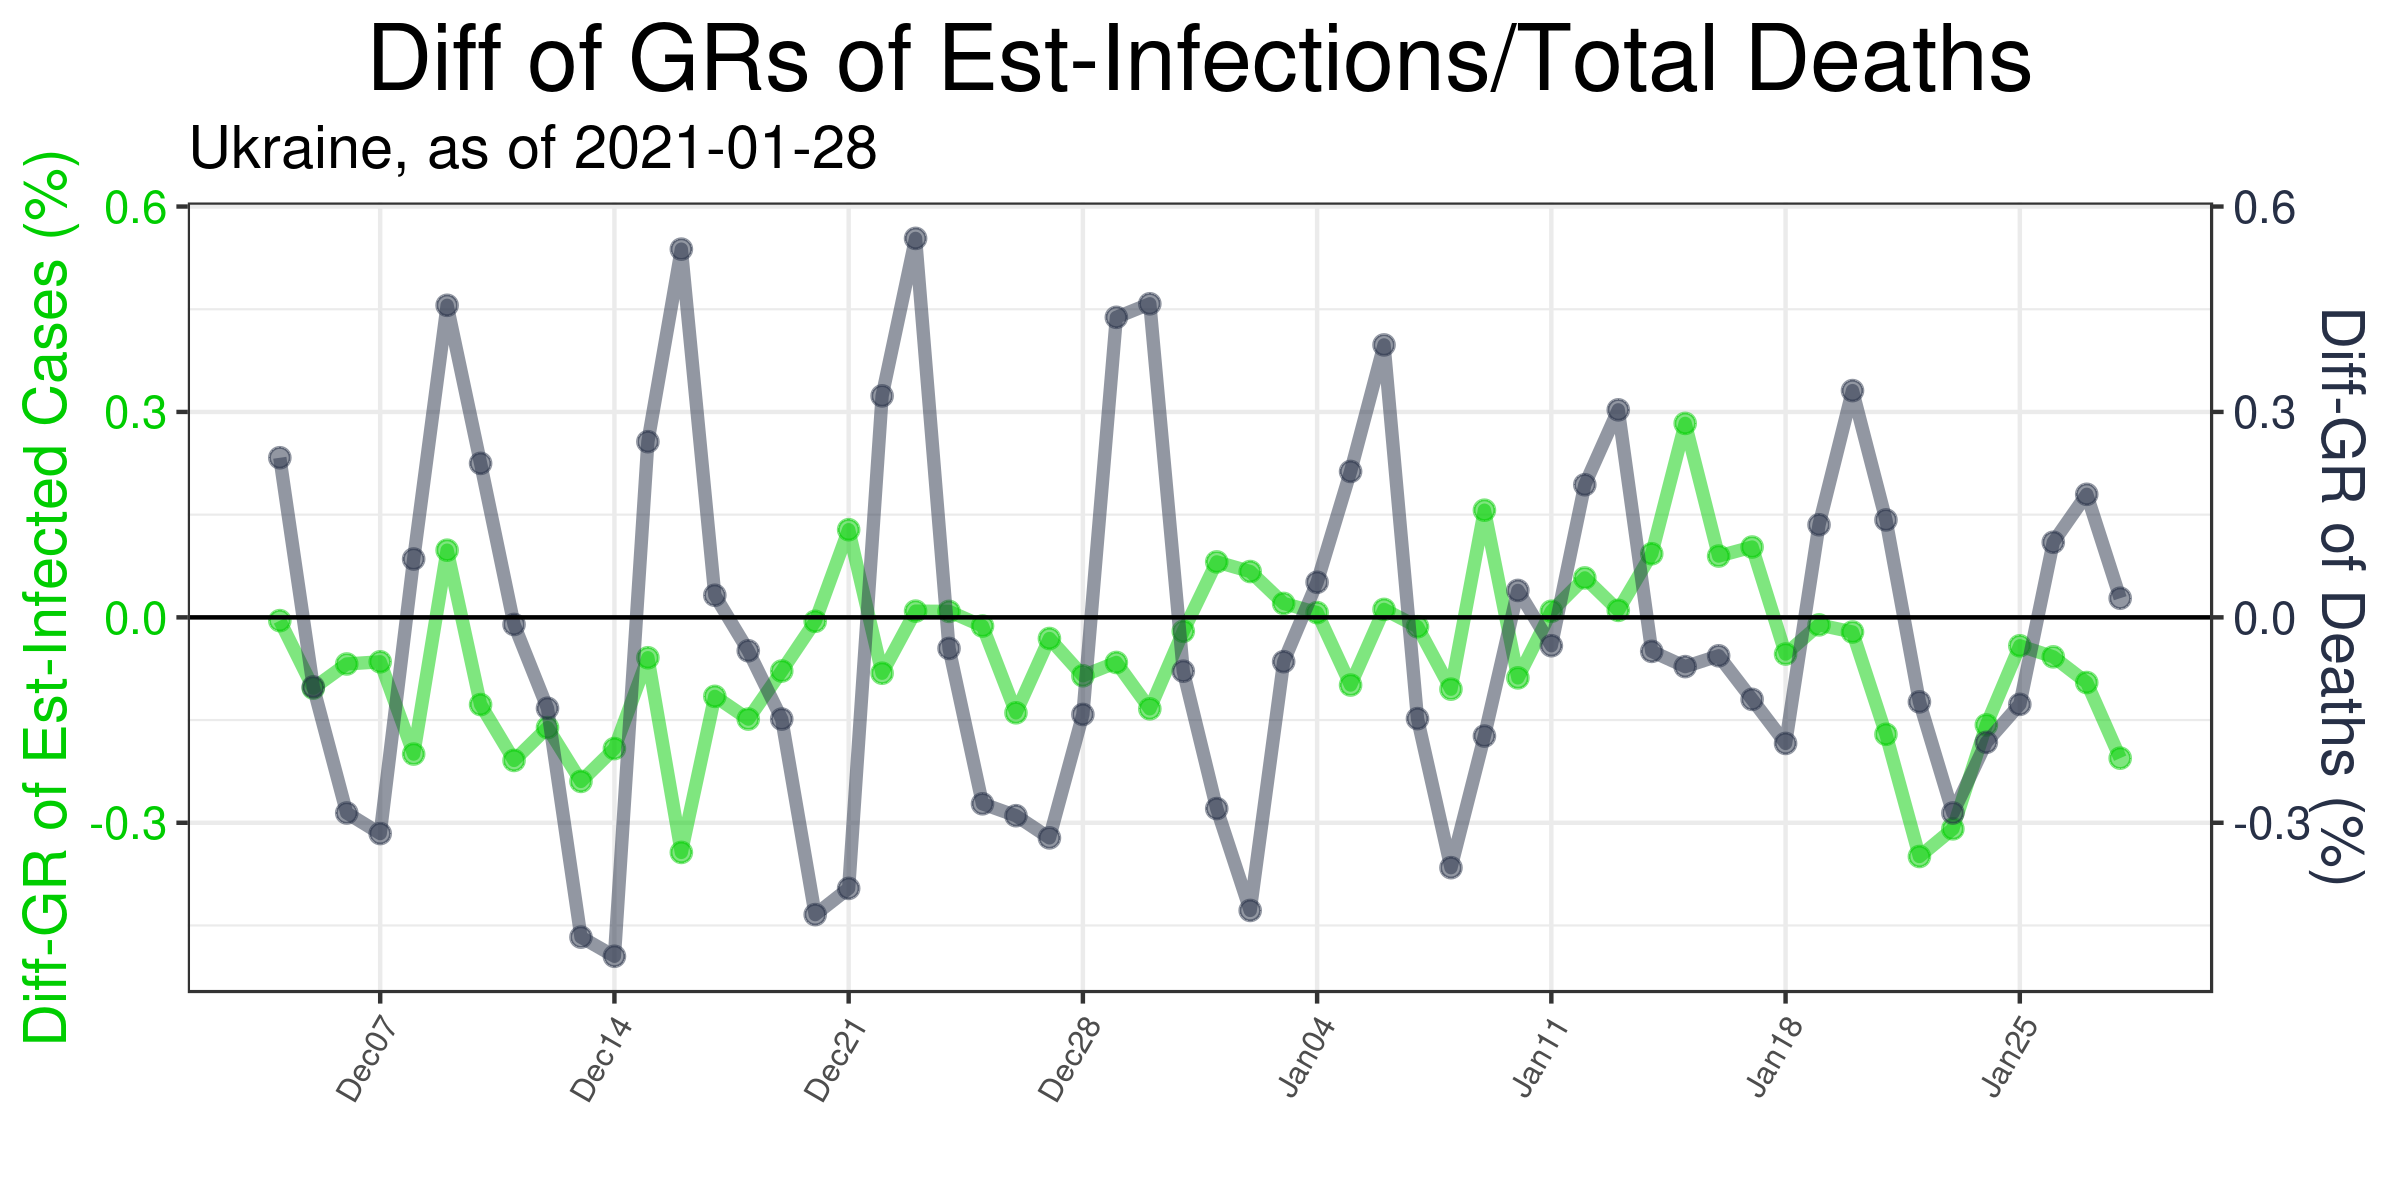 Diff of GRs of Est-Infections/Total Deaths
Ukraine, as of 2021-01-28
Diff-GR of Est-Infected Cases (%)
0.6
0.3
0.0
-0.3
0.6
0.3
0.0
-0.3
Diff-GR of Deaths (%)
Dec07
Dec14
Dec21
Dec28
Jan04
Jan11
Jan18
Jan25